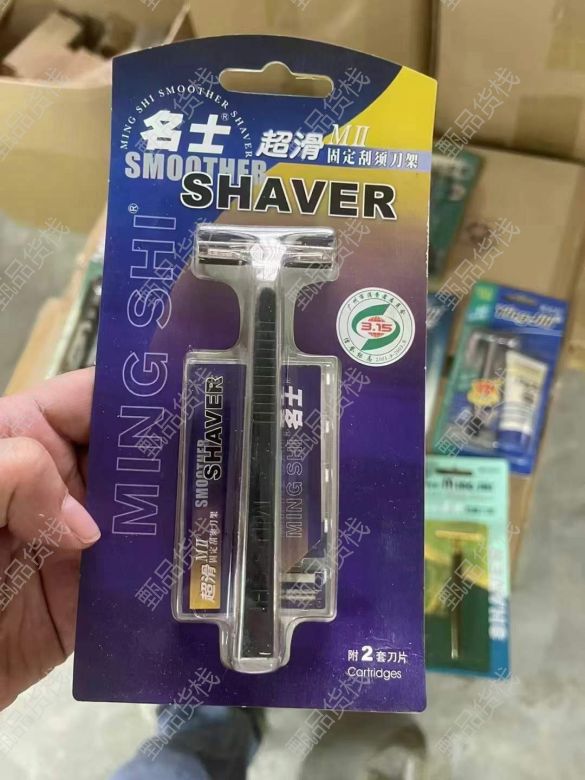 MING SHI SMOOTHER SHAVER
名士®
超滑 MⅡ
固定刮须刀架
SMOOTHER
SHAVER
MING SHI®
3.15
SMOOTHER
SHAVER
超滑 MⅡ
固定刮须刀架
名士
MING SHI
附2套刀片
Cartridges
甄品货栈